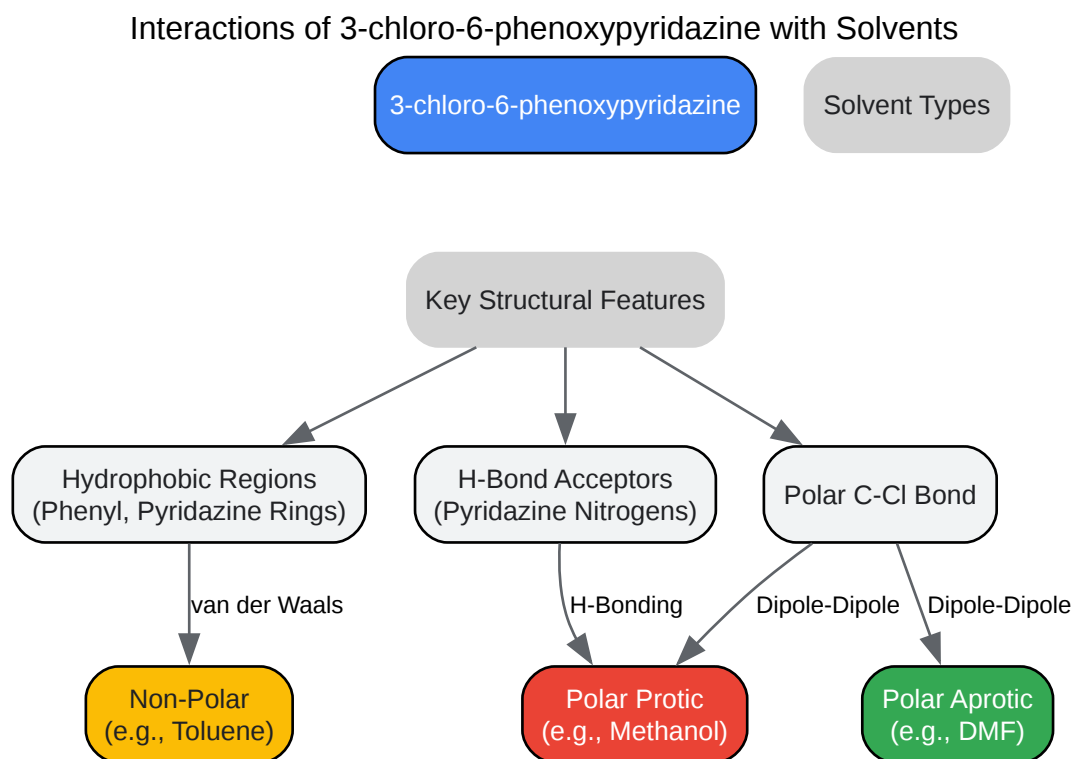 Interactions of 3-chloro-6-phenoxypyridazine with Solvents
3-chloro-6-phenoxypyridazine
Solvent Types
Key Structural Features
Hydrophobic Regions
(Phenyl, Pyridazine Rings)
H-Bond Acceptors
(Pyridazine Nitrogens)
Polar C-Cl Bond
van der Waals
H-Bonding
Dipole-Dipole
Dipole-Dipole
Non-Polar
(e.g., Toluene)
Polar Protic
(e.g., Methanol)
Polar Aprotic
(e.g., DMF)